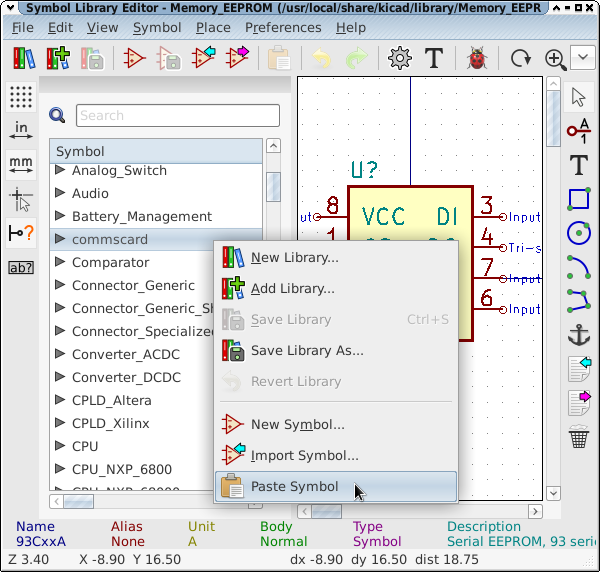 Symbol Library Editor - Memory_EEPROM (/usr/local/share/kicad/library/Memory_EEPR
File Edit View Symbol Place Preferences Help
T
in
mm
?
ab?
Search
Symbol
Analog_Switch
Audio
Battery_Management
commscard
Comparator
Connector_Generic
Connector_Generic_Sh
Connector_Specialized
Converter_ACDC
Converter_DCDC
CPLD_Altera
CPLD_Xilinx
CPU
CPU_NXP_6800
CPU_NXP_68000
New Library...
Add Library...
Save Library Ctrl+S
Save Library As...
Revert Library
New Symbol...
Import Symbol...
Paste Symbol
U?
ut 8 VCC DI 3 Input
1 4 Tri-s
7 Input
6 Input
A
1
T
Name Alias Unit Body Type Description
93CxxA None A Normal Symbol Serial EEPROM, 93 serie
Z 3.40 X -8.90 Y 16.50 dx -8.90 dy 16.50 dist 18.75